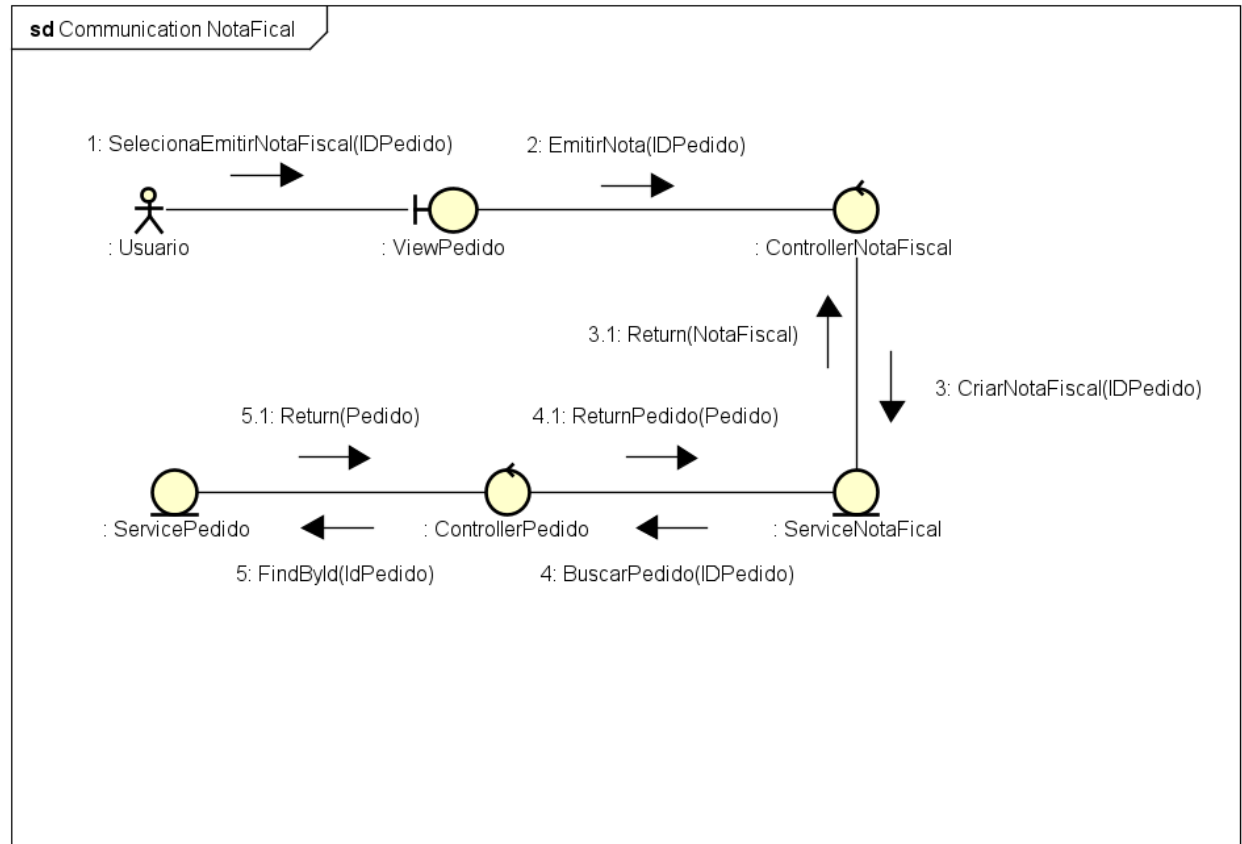 sd Communication NotaFical
1: SelecionaEmitirNotaFiscal(IDPedido)
2: EmitirNota(IDPedido)
: Usuario
: ViewPedido
: ControllerNotaFiscal
3.1: Return(NotaFiscal)
3: CriarNotaFiscal(IDPedido)
5.1: Return(Pedido)
4.1: ReturnPedido(Pedido)
: ServicePedido
: ControllerPedido
: ServiceNotaFical
5: FindById(IdPedido)
4: BuscarPedido(IDPedido)